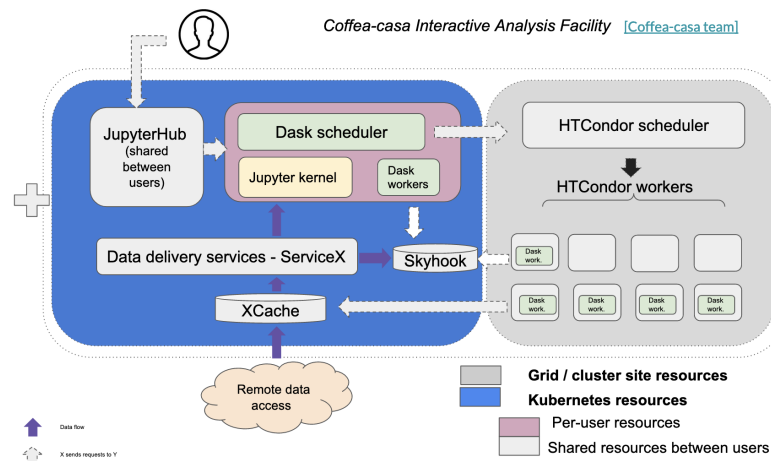 Coffea-casa Interactive Analysis Facility [Coffea-casa team]
JupyterHub
(shared
between
users)
Dask scheduler
Jupyter kernel
Dask
workers
HTCondor scheduler
HTCondor workers
Data delivery services - ServiceX
Skyhook
XCache
Remote data
access
Dask
work.
Dask
work.
Dask
work.
Dask
work.
Dask
work.
Grid / cluster site resources
Kubernetes resources
Per-user resources
Shared resources between users
Data flow
X sends requests to Y